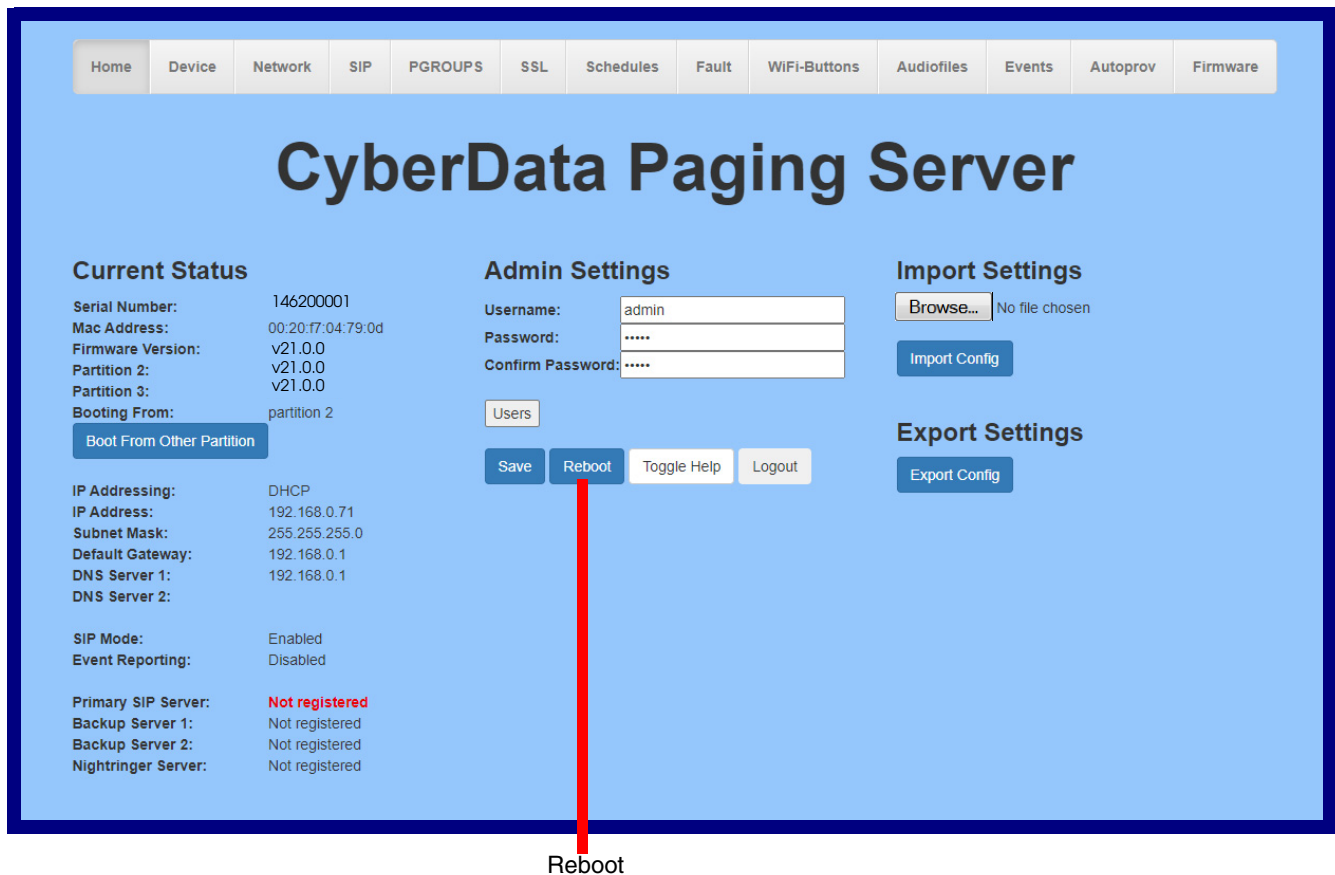 Home Device Network SIP PGROUPS SSL Schedules Fault WiFi-Buttons Audiofiles Events Autoprov Firmware
CyberData Paging Server
Current Status
Serial Number: 146200001
Mac Address: 00:20:f7:04:79:0d
Firmware Version: v21.0.0
Partition 2: v21.0.0
Partition 3: v21.0.0
Booting From: partition 2
Boot From Other Partition
IP Addressing: DHCP
IP Address: 192.168.0.71
Subnet Mask: 255.255.255.0
Default Gateway: 192.168.0.1
DNS Server 1: 192.168.0.1
DNS Server 2:
SIP Mode: Enabled
Event Reporting: Disabled
Primary SIP Server: Not registered
Backup Server 1: Not registered
Backup Server 2: Not registered
Nightringer Server: Not registered
Admin Settings
Username: admin
Password: •••••
Confirm Password: •••••
Users
Save Reboot Toggle Help Logout
Import Settings
Browse... No file chosen
Import Config
Export Settings
Export Config
Reboot